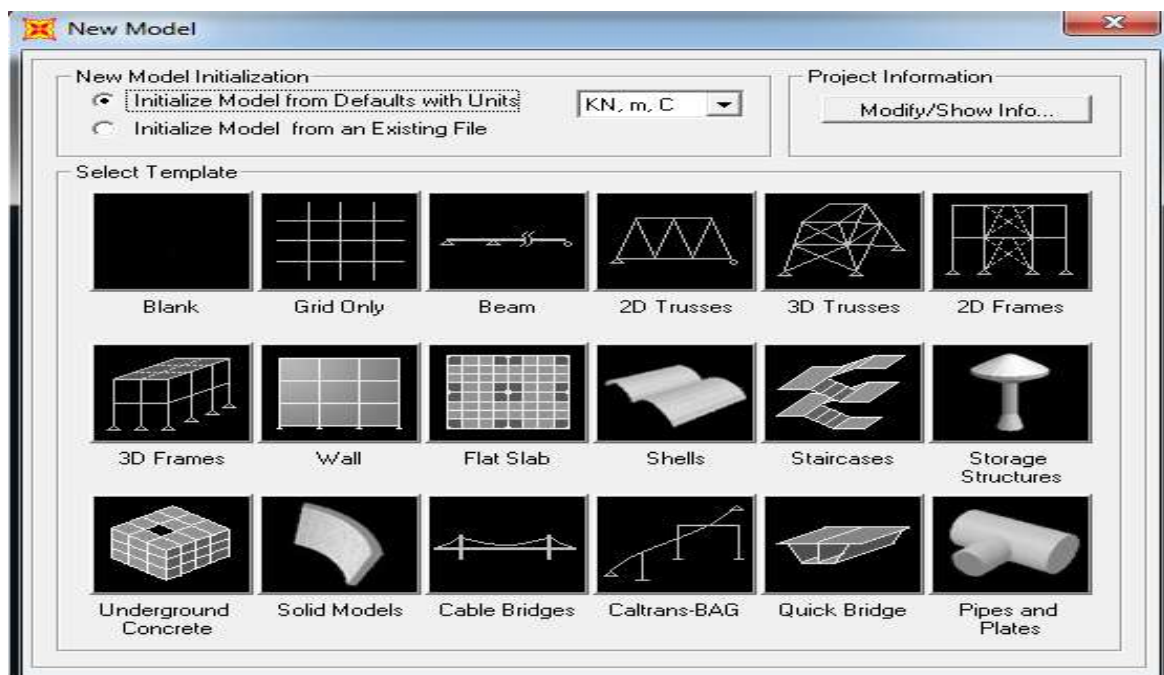 New Model
New Model Initialization
Initialize Model from Defaults with Units
KN, m, C
Initialize Model from an Existing File
Project Information
Modify/Show Info...
Select Template
Blank
Grid Only
Beam
2D Trusses
3D Trusses
2D Frames
3D Frames
Wall
Flat Slab
Shells
Staircases
Storage
Structures
Underground
Concrete
Solid Models
Cable Bridges
Caltrans-BAG
Quick Bridge
Pipes and
Plates